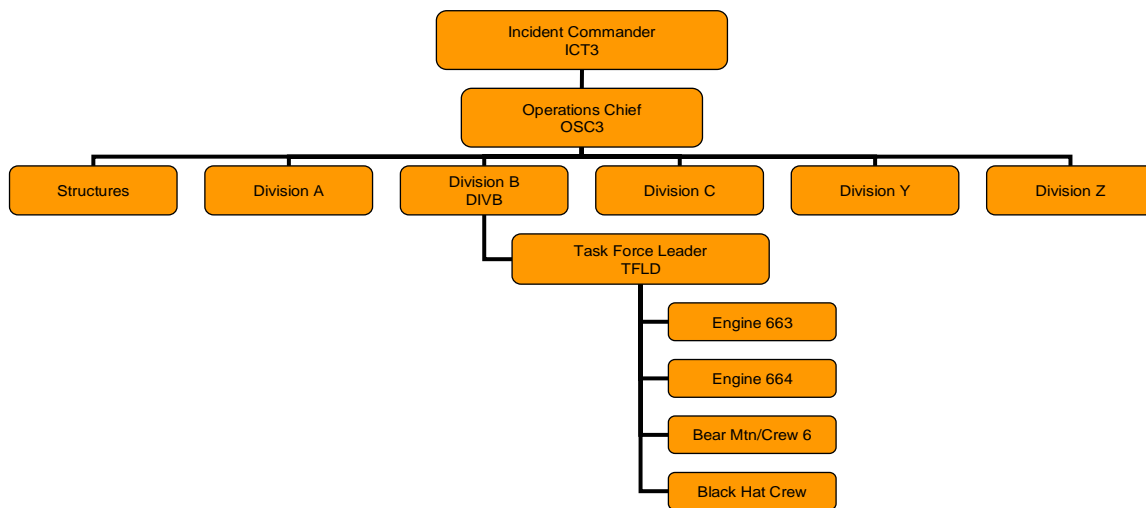 Incident Commander
ICT3
Operations Chief
OSC3
Structures
Division A
Division B
DIVB
Division C
Division Y
Division Z
Task Force Leader
TFLD
Engine 663
Engine 664
Bear Mtn/Crew 6
Black Hat Crew